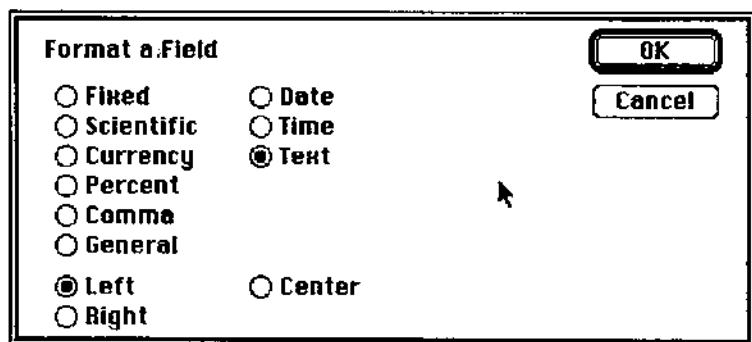 Format a Field
OK
Cancel
Fixed
Date
Scientific
Time
Currency
Text
Percent
Comma
General
Left
Center
Right